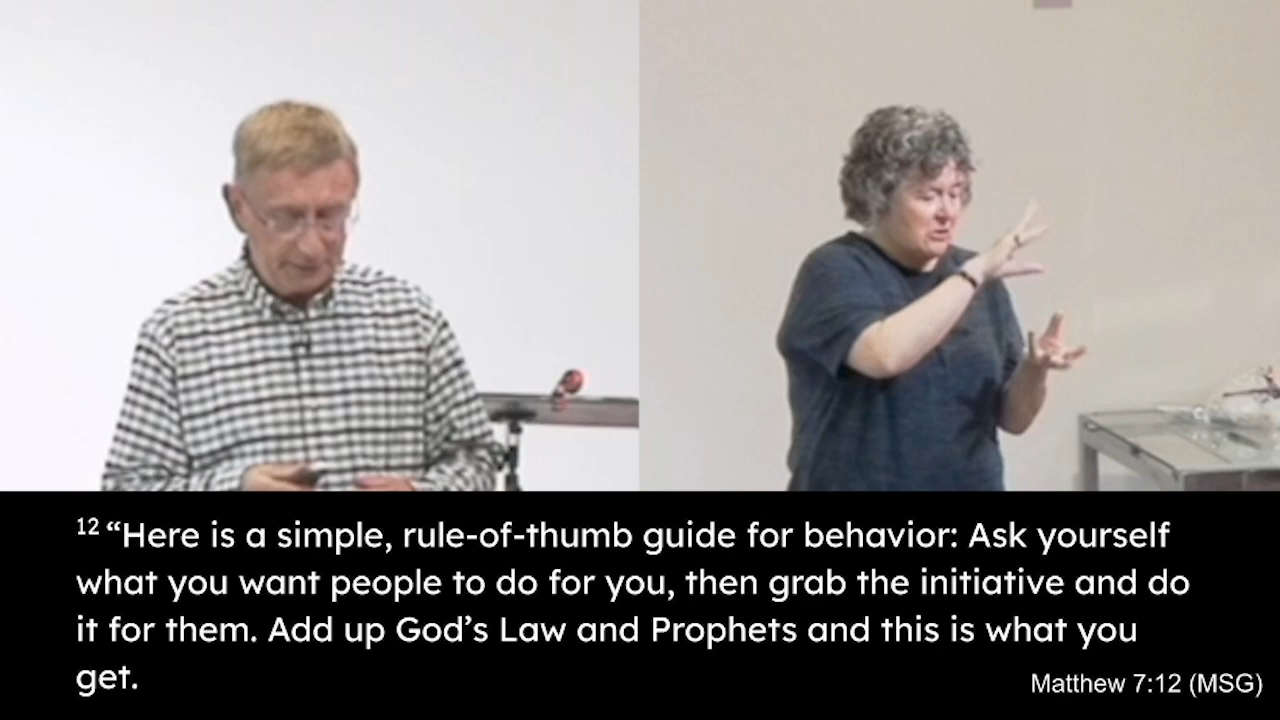 ¹² “Here is a simple, rule-of-thumb guide for behavior: Ask yourself
what you want people to do for you, then grab the initiative and do
it for them. Add up God’s Law and Prophets and this is what you
get.
Matthew 7:12 (MSG)